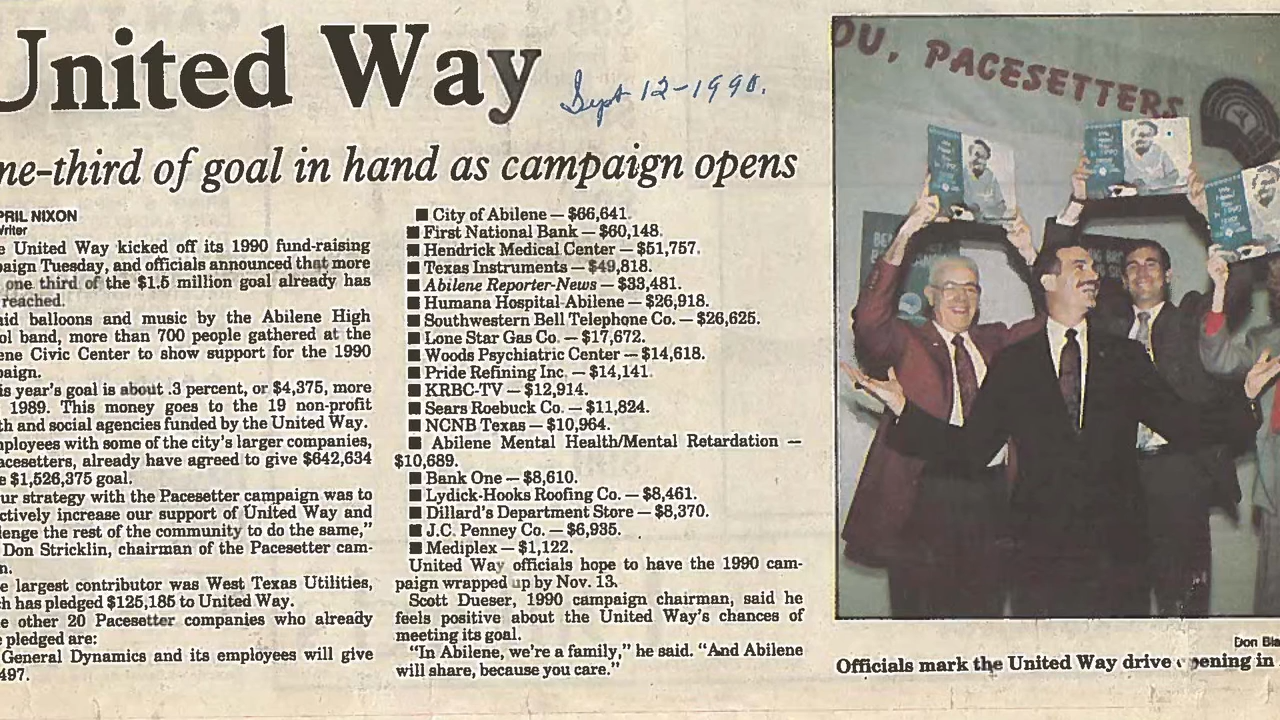 United Way
Sept 12-1990.
ne-third of goal in hand as campaign opens
PRIL NIXON
Writer
e United Way kicked off its 1990 fund-raising
paign Tuesday, and officials announced that more
one third of the $1.5 million goal already has
reached.
id balloons and music by the Abilene High
ol band, more than 700 people gathered at the
ene Civic Center to show support for the 1990
paign.
is year's goal is about .3 percent, or $4,375, more
1989. This money goes to the 19 non-profit
th and social agencies funded by the United Way.
mployees with some of the city's larger companies,
acesetters, already have agreed to give $642,634
e $1,526,375 goal.
ur strategy with the Pacesetter campaign was to
ctively increase our support of United Way and
lenge the rest of the community to do the same,"
Don Stricklin, chairman of the Pacesetter cam-
n.
e largest contributor was West Texas Utilities,
ch has pledged $125,185 to United Way.
e other 20 Pacesetter companies who already
e pledged are:
General Dynamics and its employees will give
497.
■ City of Abilene — $66,641.
■ First National Bank — $60,148.
■ Hendrick Medical Center — $51,757.
■ Texas Instruments — $49,818.
■ Abilene Reporter-News — $33,481.
■ Humana Hospital-Abilene — $26,918.
■ Southwestern Bell Telephone Co. — $26,625.
■ Lone Star Gas Co. — $17,672.
■ Woods Psychiatric Center — $14,618.
■ Pride Refining Inc. — $14,141.
■ KRBC-TV — $12,914.
■ Sears Roebuck Co. — $11,824.
■ NCNB Texas — $10,964.
■ Abilene Mental Health/Mental Retardation —
$10,689.
■ Bank One — $8,610.
■ Lydick-Hooks Roofing Co. — $8,461.
■ Dillard's Department Store — $8,370.
■ J.C. Penney Co. — $6,935.
■ Mediplex — $1,122.
United Way officials hope to have the 1990 cam-
paign wrapped up by Nov. 13.
Scott Dueser, 1990 campaign chairman, said he
feels positive about the United Way's chances of
meeting its goal.
"In Abilene, we're a family," he said. "And Abilene
will share, because you care."
OU, PACESETTERS
Don Bla
Officials mark the United Way drive opening in